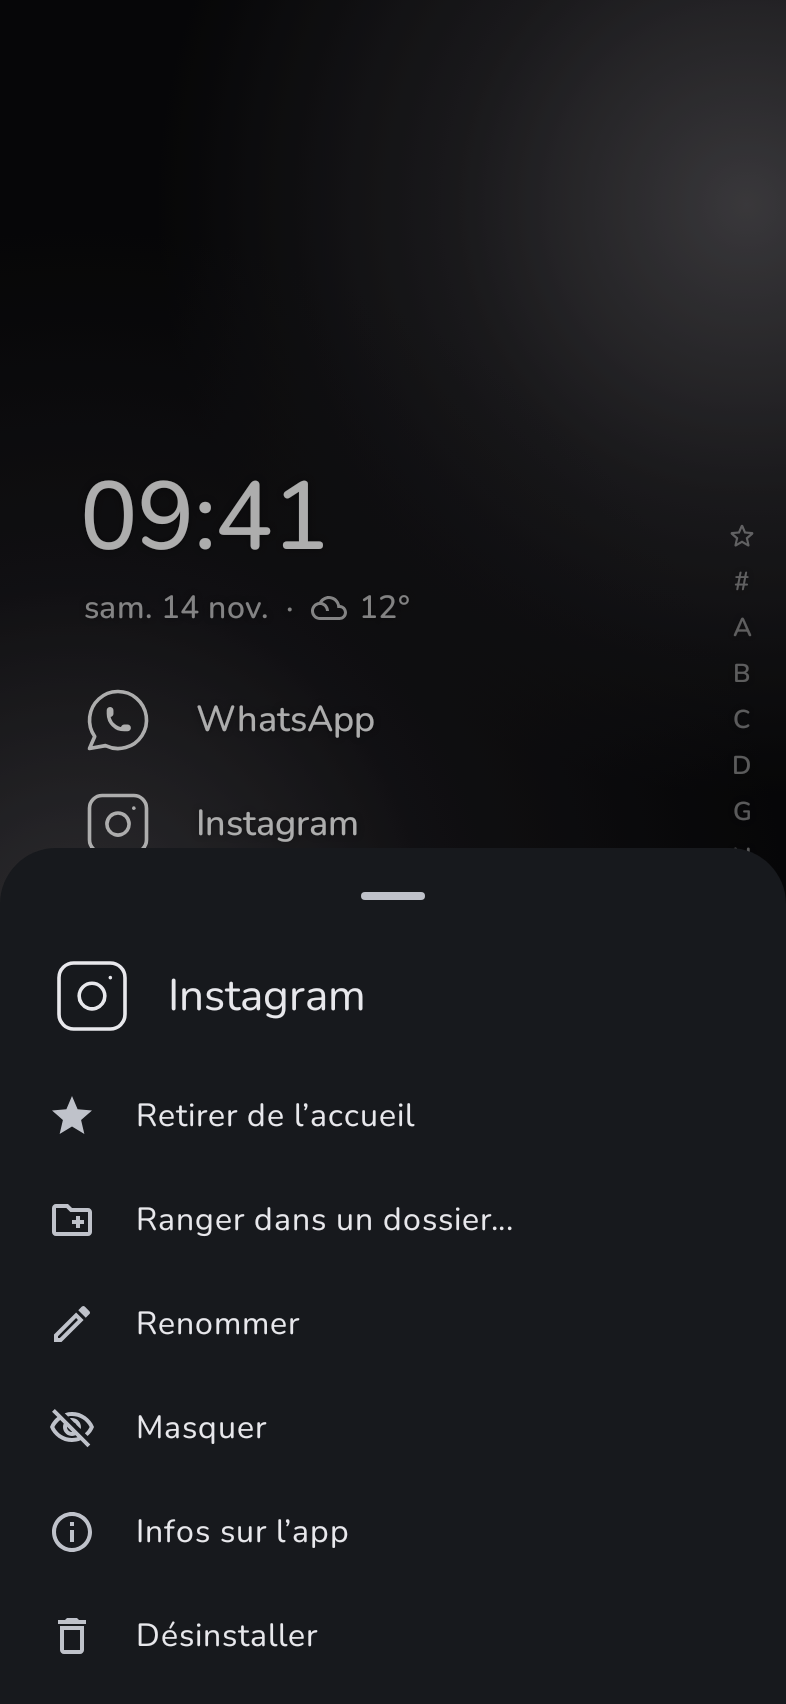 09:41
sam. 14 nov. · 12°
WhatsApp
Instagram
#
A
B
C
D
G
Instagram
Retirer de l’accueil
Ranger dans un dossier...
Renommer
Masquer
Infos sur l’app
Désinstaller